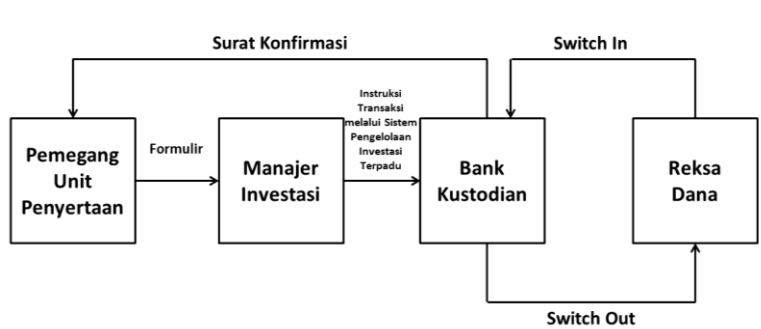 Surat Konfirmasi
Switch In
Instruksi
Transaksi
melalui Sistem
Pengelolaan
Investasi
Terpadu
Formulir
Pemegang
Unit
Penyertaan
Manajer
Investasi
Bank
Kustodian
Reksa
Dana
Switch Out